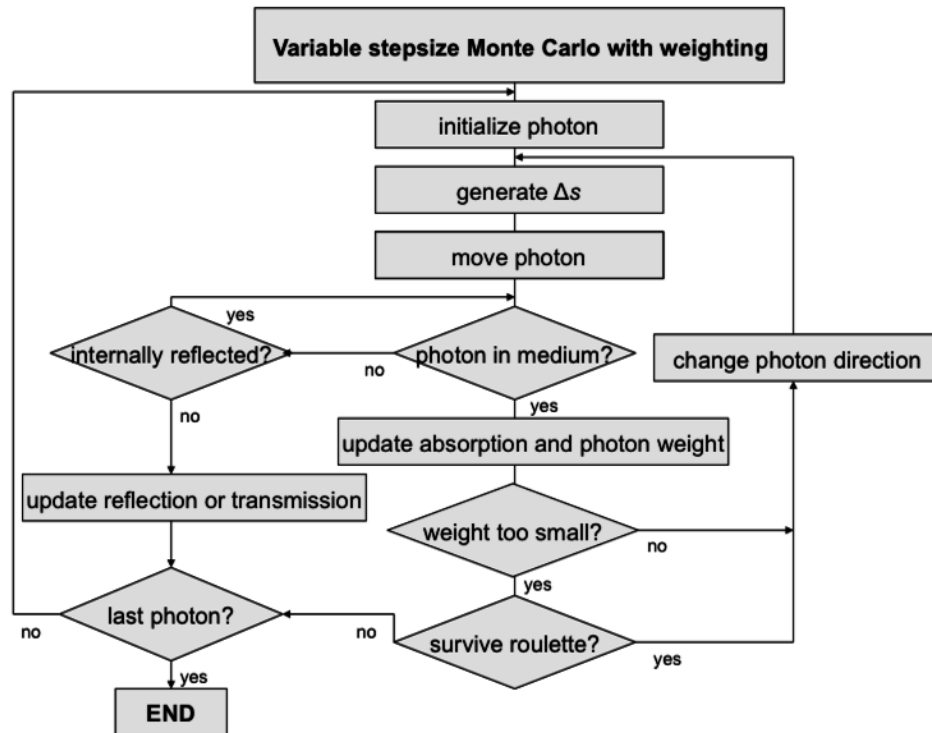 Variable stepsize Monte Carlo with weighting
initialize photon
generate Δs
move photon
yes
internally reflected?
photon in medium?
no
change photon direction
no
yes
update absorption and photon weight
update reflection or transmission
weight too small?
no
yes
last photon?
no
no
survive roulette?
yes
yes
END